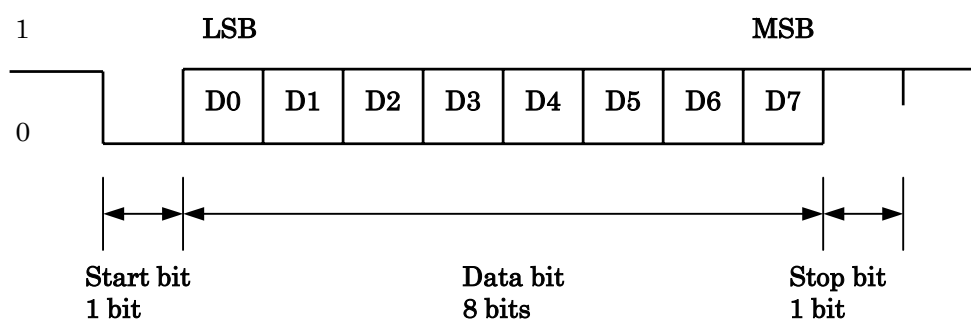 1
LSB
MSB
D0 D1 D2 D3 D4 D5 D6 D7
0
Start bit
1 bit
Data bit
8 bits
Stop bit
1 bit